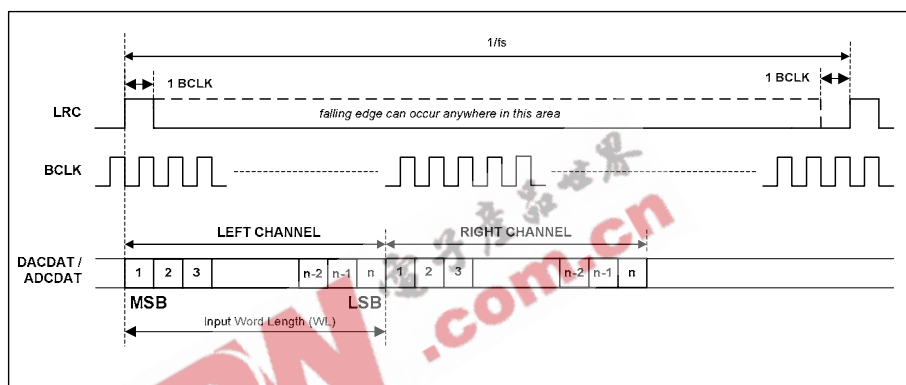 1/fs
1 BCLK
1 BCLK
LRC
falling edge can occur anywhere in this area
BCLK
LEFT CHANNEL
RIGHT CHANNEL
DACDAT / ADCDAT
1 2 3 n-2 n-1 n 1 2 3 n-2 n-1 n
MSB
LSB
Input Word Length (WL)
電子產品世界
.com.cn